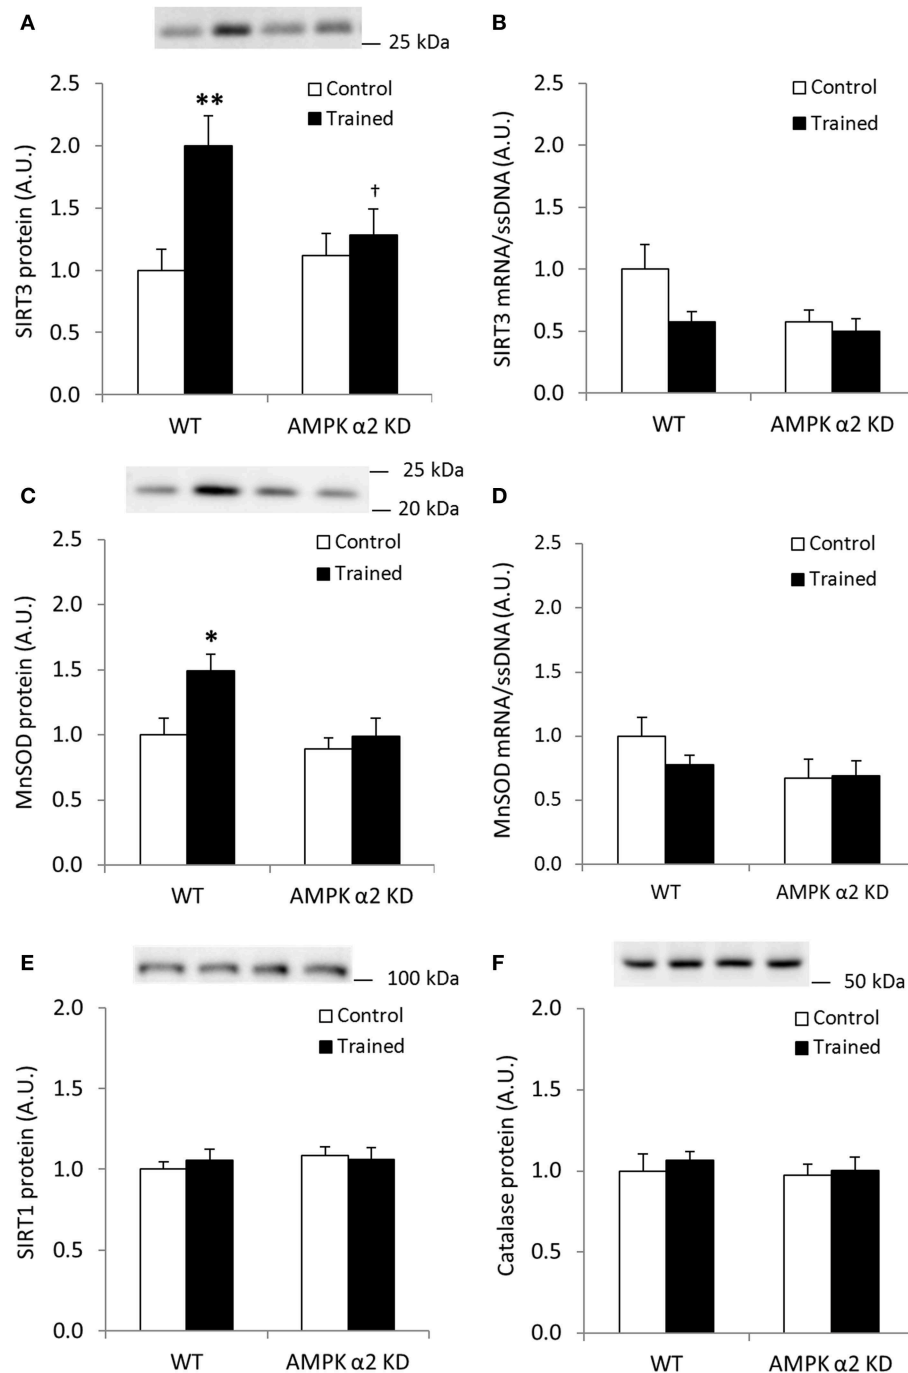 A
25 kDa
SIRT3 protein (A.U.)
2.5
2.0
1.5
1.0
0.5
0.0
**
†
Control
Trained
WT
AMPK α2 KD
B
SIRT3 mRNA/ssDNA (A.U.)
2.5
2.0
1.5
1.0
0.5
0.0
Control
Trained
WT
AMPK α2 KD
C
25 kDa
20 kDa
MnSOD protein (A.U.)
2.5
2.0
1.5
1.0
0.5
0.0
*
Control
Trained
WT
AMPK α2 KD
D
MnSOD mRNA/ssDNA (A.U.)
2.5
2.0
1.5
1.0
0.5
0.0
Control
Trained
WT
AMPK α2 KD
E
100 kDa
SIRT1 protein (A.U.)
2.0
1.5
1.0
0.5
0.0
Control
Trained
WT
AMPK α2 KD
F
50 kDa
Catalase protein (A.U.)
2.0
1.5
1.0
0.5
0.0
Control
Trained
WT
AMPK α2 KD